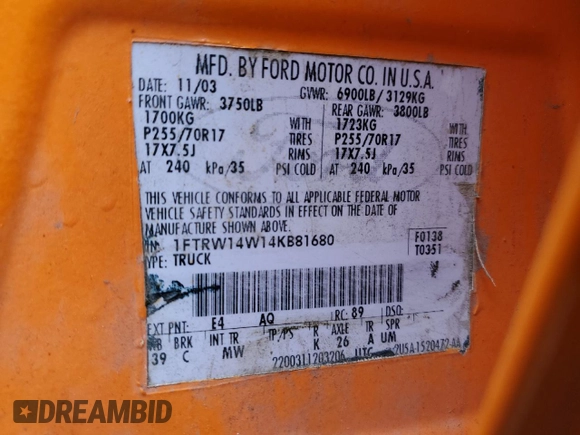 MFD. BY FORD MOTOR CO. IN U.S.A.
DATE: 11/03 GVWR: 6900LB/ 3129KG
FRONT GAWR: 3750LB REAR GAWR: 3800LB
1700KG WITH 1723KG WITH
P255/70R17 TIRES P255/70R17 TIRES
17X7.5J RIMS 17X7.5J RIMS
AT 240 kPa/35 PSI COLD AT 240 kPa/35 PSI COLD
THIS VEHICLE CONFORMS TO ALL APPLICABLE FEDERAL MOTOR
VEHICLE SAFETY STANDARDS IN EFFECT ON THE DATE OF
MANUFACTURE SHOWN ABOVE.
1FTRW14W14KB81680 F0138
TYPE: TRUCK T0351
EXT PNT: E4 AQ RC: 89 DSO:
WB BRK INT TR TP/PS R AXLE TR SPR
39 C MW K 26 A UM
2200311203206 UTC
DREAMBID